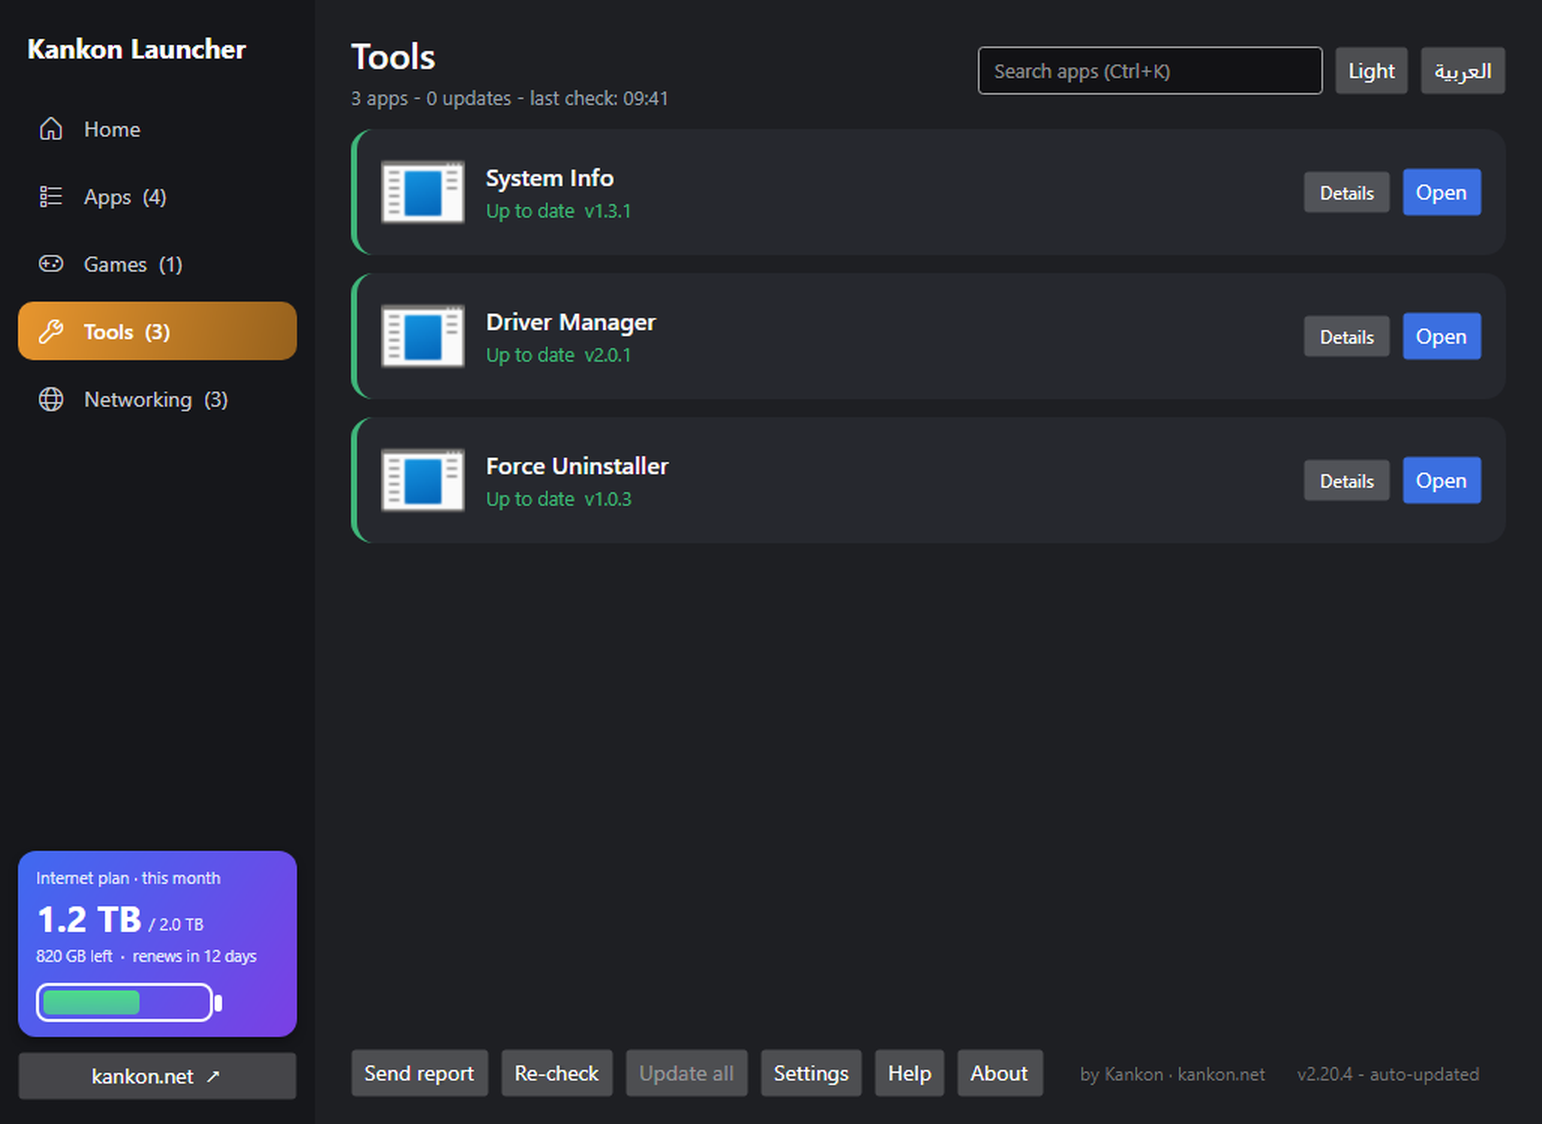 Kankon Launcher
Home
Apps (4)
Games (1)
Tools (3)
Networking (3)
Internet plan · this month
1.2 TB / 2.0 TB
820 GB left · renews in 12 days
kankon.net ↗
Tools
3 apps - 0 updates - last check: 09:41
Search apps (Ctrl+K)
Light
العربية
System Info
Up to date v1.3.1
Details
Open
Driver Manager
Up to date v2.0.1
Details
Open
Force Uninstaller
Up to date v1.0.3
Details
Open
Send report
Re-check
Update all
Settings
Help
About
by Kankon · kankon.net
v2.20.4 - auto-updated